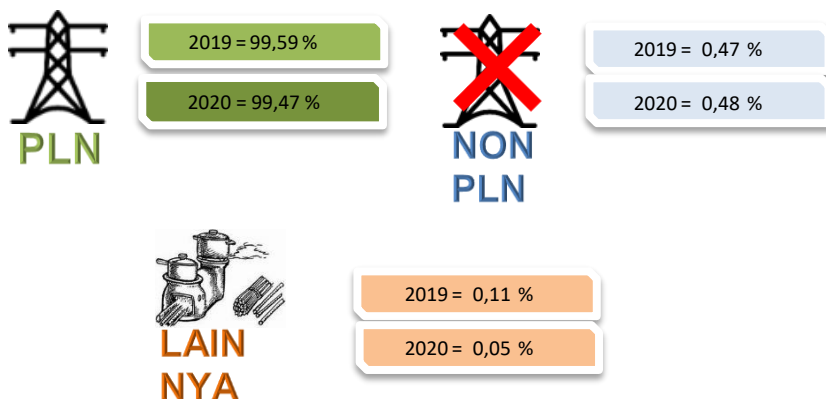 2019 = 99,59 %
2020 = 99,47 %
PLN
2019 = 0,47 %
2020 = 0,48 %
NON
PLN
2019 = 0,11 %
2020 = 0,05 %
LAIN
NYA